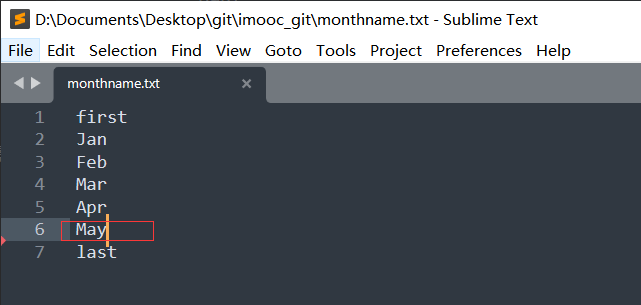 D:\Documents\Desktop\git\imooc_git\monthname.txt - Sublime Text
File Edit Selection Find View Goto Tools Project Preferences Help
monthname.txt
1 first
2 Jan
3 Feb
4 Mar
5 Apr
6 May
7 last